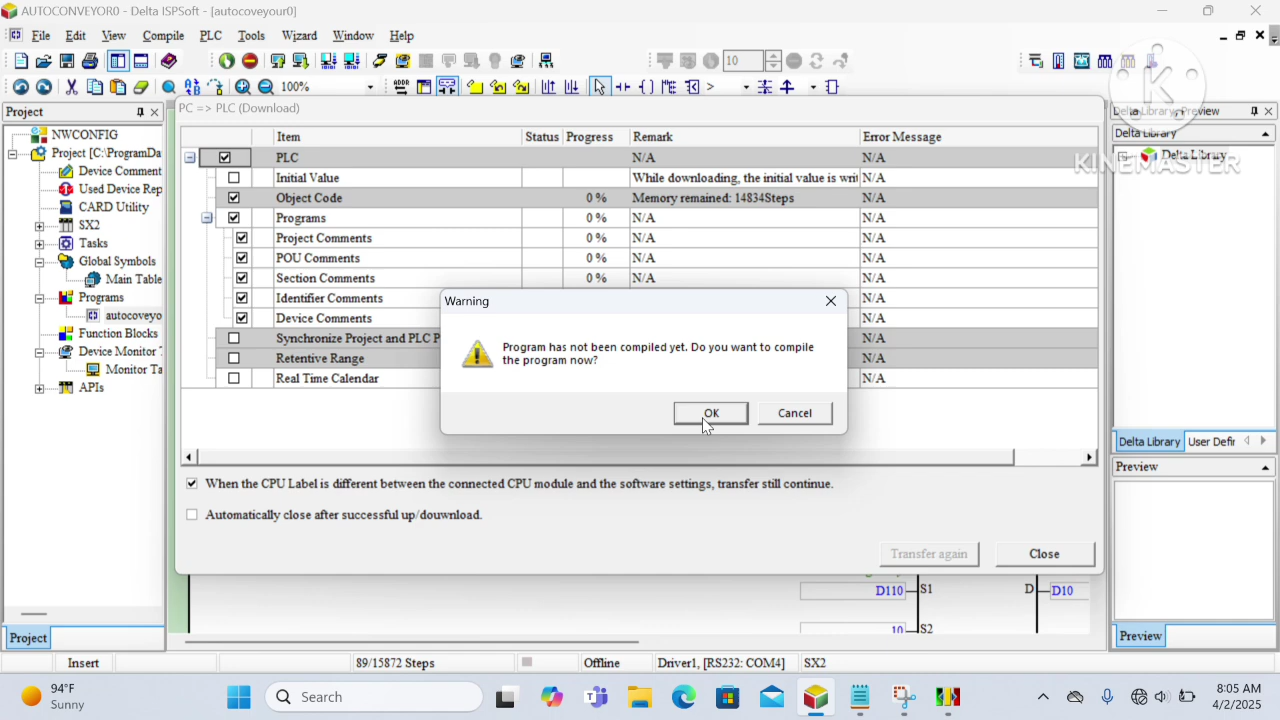 AUTOCONVEYOR0 - Delta ISPSoft - [autocoveyour0]
File Edit View Compile PLC Tools Wizard Window Help
10
100%
Project
PC => PLC (Download)
Delta Library, Preview
NWCONFIG
Project [C:\ProgramDa
Device Comment
Used Device Rep
CARD Utility
SX2
Tasks
Global Symbols
Main Table
Programs
autocoveyo
Function Blocks
Device Monitor T
Monitor Ta
APIs
Item Status Progress Remark Error Message
PLC N/A N/A
Initial Value While downloading, the initial value is writ N/A
Object Code 0 % Memory remained: 14834Steps N/A
Programs 0 % N/A N/A
Project Comments 0 % N/A N/A
POU Comments 0 % N/A N/A
Section Comments 0 % N/A N/A
Identifier Comments N/A
Device Comments N/A
Synchronize Project and PLC P N/A
Retentive Range N/A
Real Time Calendar N/A
Warning
Program has not been compiled yet. Do you want to compile
the program now?
OK Cancel
When the CPU Label is different between the connected CPU module and the software settings, transfer still continue.
Automatically close after successful up/douwnload.
Transfer again Close
Delta Library
Delta Library
K
KINEMASTER
Delta Library User Defin
Preview
D110 S1 D D10
10 S2
Project
Preview
Insert 89/15872 Steps Offline Driver1, [RS232: COM4] SX2
94°F
Sunny
Search
8:05 AM
4/2/2025